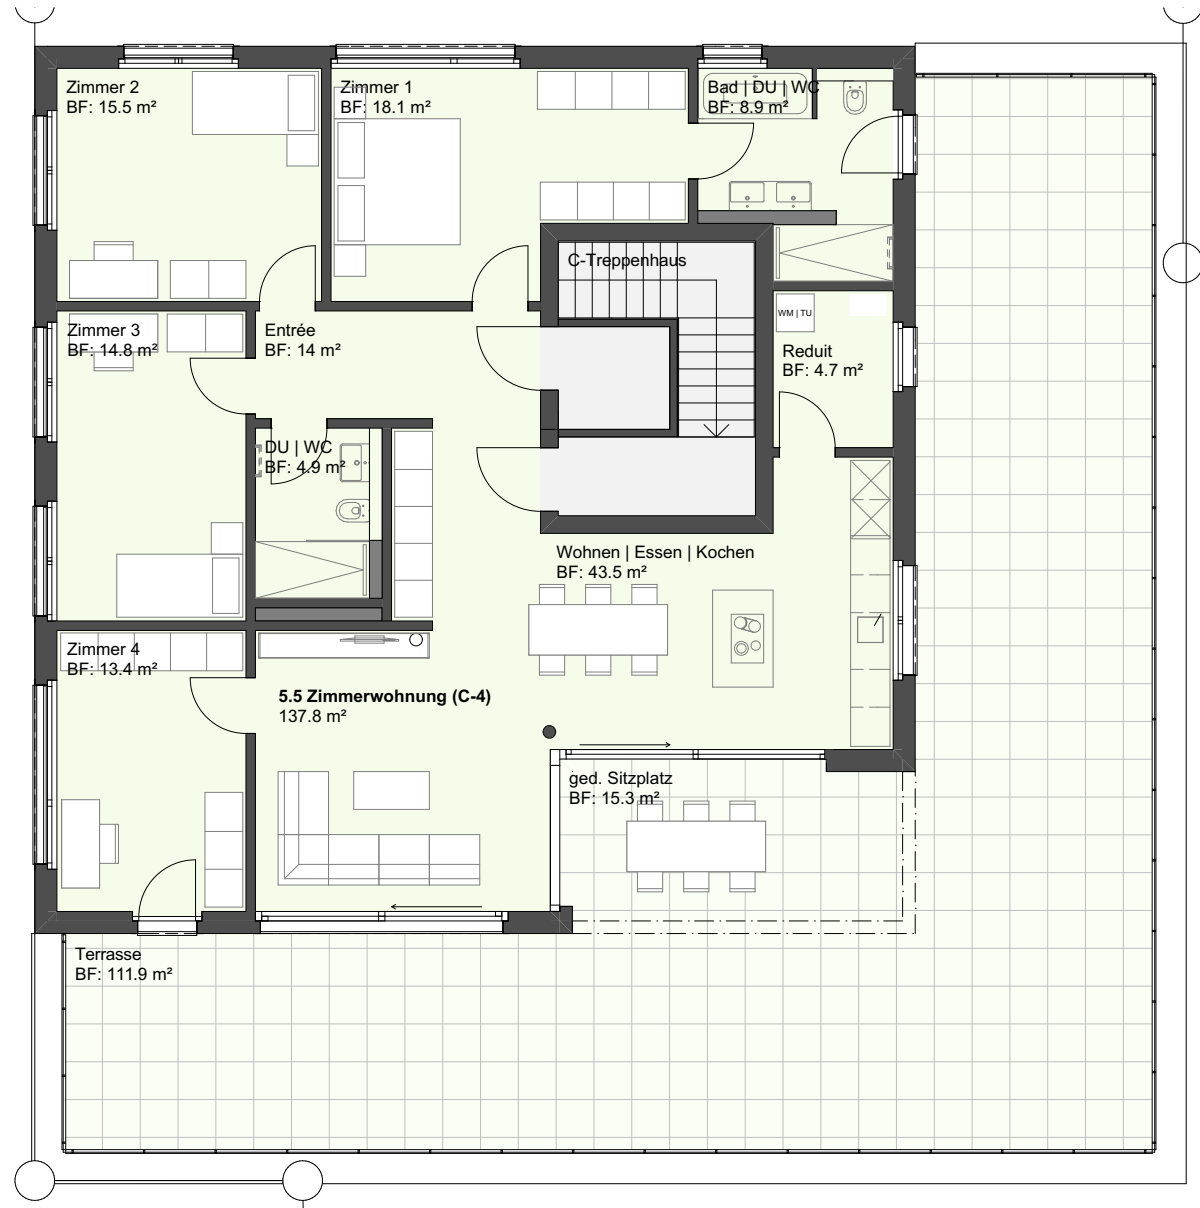 Zimmer 2
BF: 15.5 m²
Zimmer 1
BF: 18.1 m²
Bad | DU | WC
BF: 8.9 m²
C-Treppenhaus
Zimmer 3
BF: 14.8 m²
Entrée
BF: 14 m²
WM | TU
Reduit
BF: 4.7 m²
DU | WC
BF: 4.9 m²
Wohnen | Essen | Kochen
BF: 43.5 m²
Zimmer 4
BF: 13.4 m²
5.5 Zimmerwohnung (C-4)
137.8 m²
ged. Sitzplatz
BF: 15.3 m²
Terrasse
BF: 111.9 m²